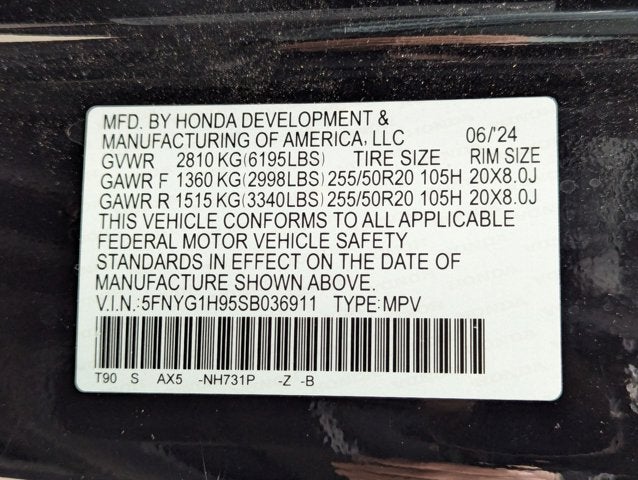 MFD. BY HONDA DEVELOPMENT &
MANUFACTURING OF AMERICA, LLC 06/'24
GVWR 2810 KG(6195LBS) TIRE SIZE RIM SIZE
GAWR F 1360 KG(2998LBS) 255/50R20 105H 20X8.0J
GAWR R 1515 KG(3340LBS) 255/50R20 105H 20X8.0J
THIS VEHICLE CONFORMS TO ALL APPLICABLE
FEDERAL MOTOR VEHICLE SAFETY
STANDARDS IN EFFECT ON THE DATE OF
MANUFACTURE SHOWN ABOVE.
V.I.N.:5FNYG1H95SB036911 TYPE:MPV
T90 S AX5 -NH731P -Z -B